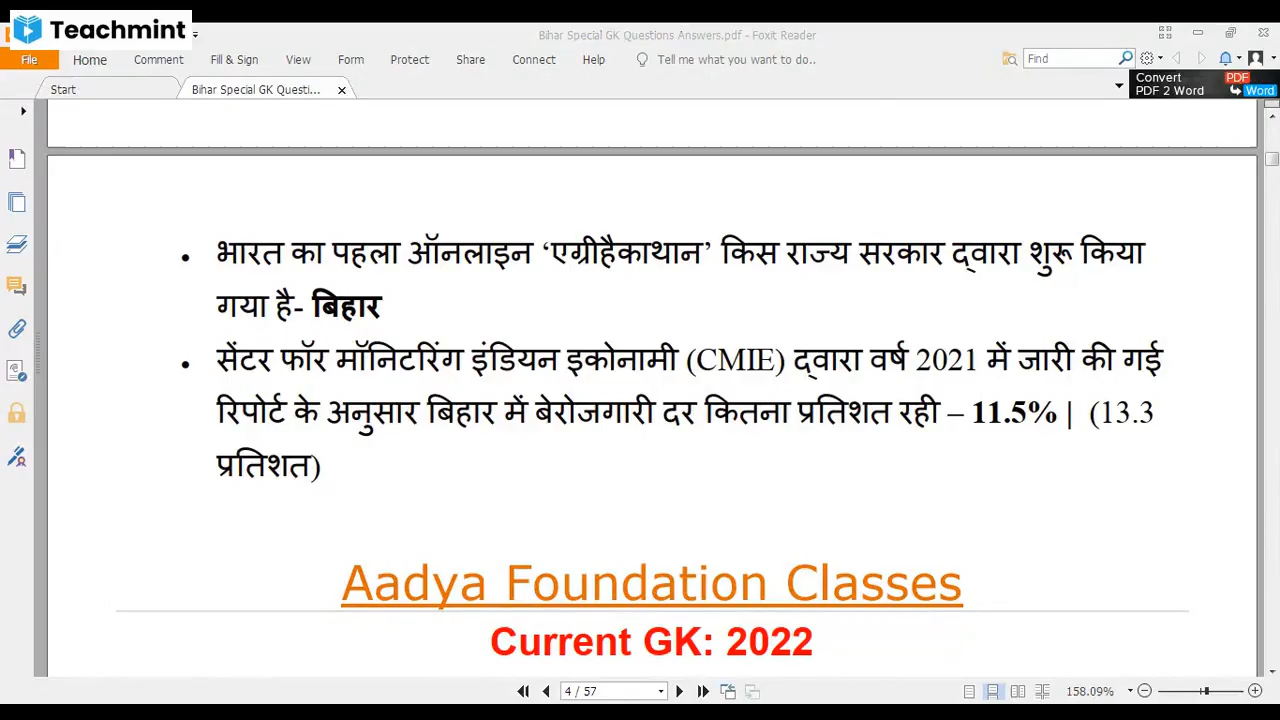 Teachmint
Bihar Special GK Questions Answers.pdf - Foxit Reader
File Home Comment Fill & Sign View Form Protect Share Connect Help Tell me what you want to do.. Find
Start Bihar Special GK Questi... Convert PDF 2 Word PDF Word
• भारत का पहला ऑनलाइन ‘एग्रीहैकाथान’ किस राज्य सरकार द्वारा शुरू किया
गया है- बिहार
• सेंटर फॉर मॉनिटरिंग इंडियन इकोनामी (CMIE) द्वारा वर्ष 2021 में जारी की गई
रिपोर्ट के अनुसार बिहार में बेरोजगारी दर कितना प्रतिशत रही – 11.5% | (13.3
प्रतिशत)
Aadya Foundation Classes
Current GK: 2022
4 / 57 158.09%